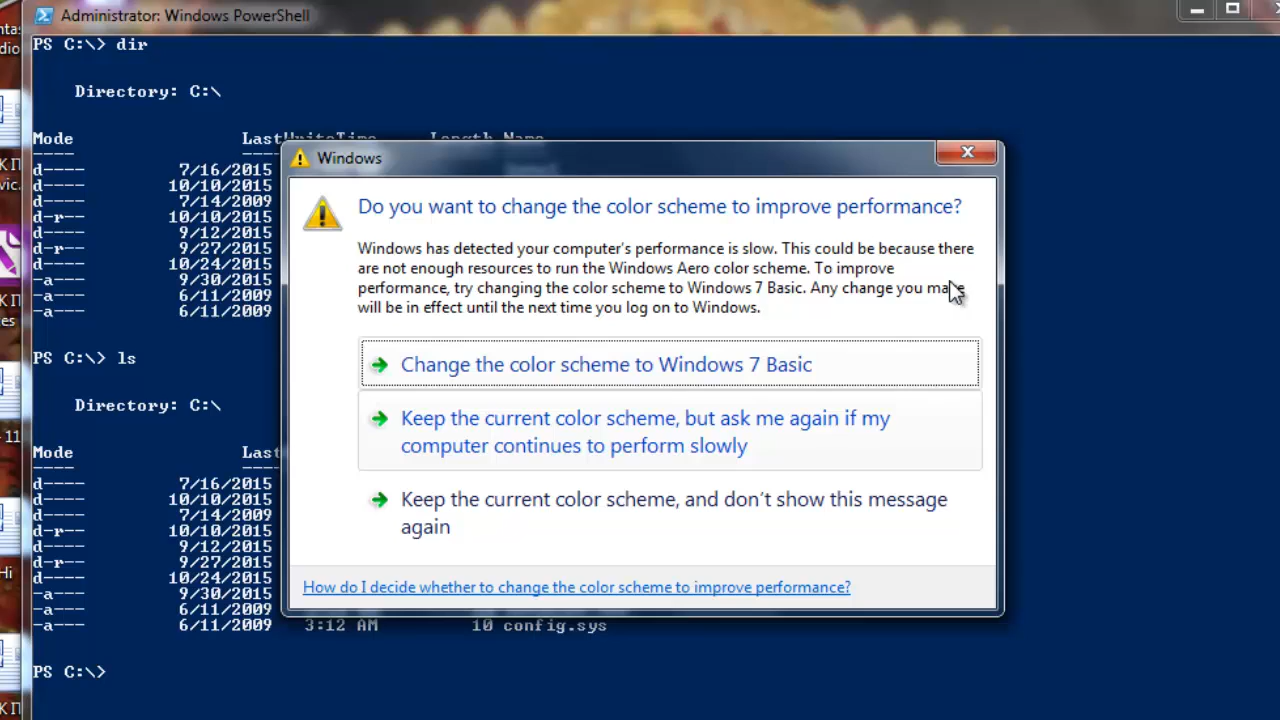 Administrator: Windows PowerShell
PS C:\> dir
Directory: C:\
Mode Last
d---- 7/16/2015
d---- 10/10/2015
d---- 7/14/2009
d-r-- 10/10/2015
d---- 9/12/2015
d-r-- 9/27/2015
d---- 10/24/2015
-a--- 9/30/2015
-a--- 6/11/2009
-a--- 6/11/2009
PS C:\> ls
Directory: C:\
Mode Last
---- ----
d---- 7/16/2015
d---- 10/10/2015
d---- 7/14/2009
d-r-- 10/10/2015
d---- 9/12/2015
d-r-- 9/27/2015
d---- 10/24/2015
-a--- 9/30/2015
-a--- 6/11/2009
-a--- 6/11/2009 3:12 AM 10 config.sys
PS C:\>
Windows
Do you want to change the color scheme to improve performance?
Windows has detected your computer's performance is slow. This could be because there
are not enough resources to run the Windows Aero color scheme. To improve
performance, try changing the color scheme to Windows 7 Basic. Any change you make
will be in effect until the next time you log on to Windows.
Change the color scheme to Windows 7 Basic
Keep the current color scheme, but ask me again if my
computer continues to perform slowly
Keep the current color scheme, and don't show this message
again
How do I decide whether to change the color scheme to improve performance?